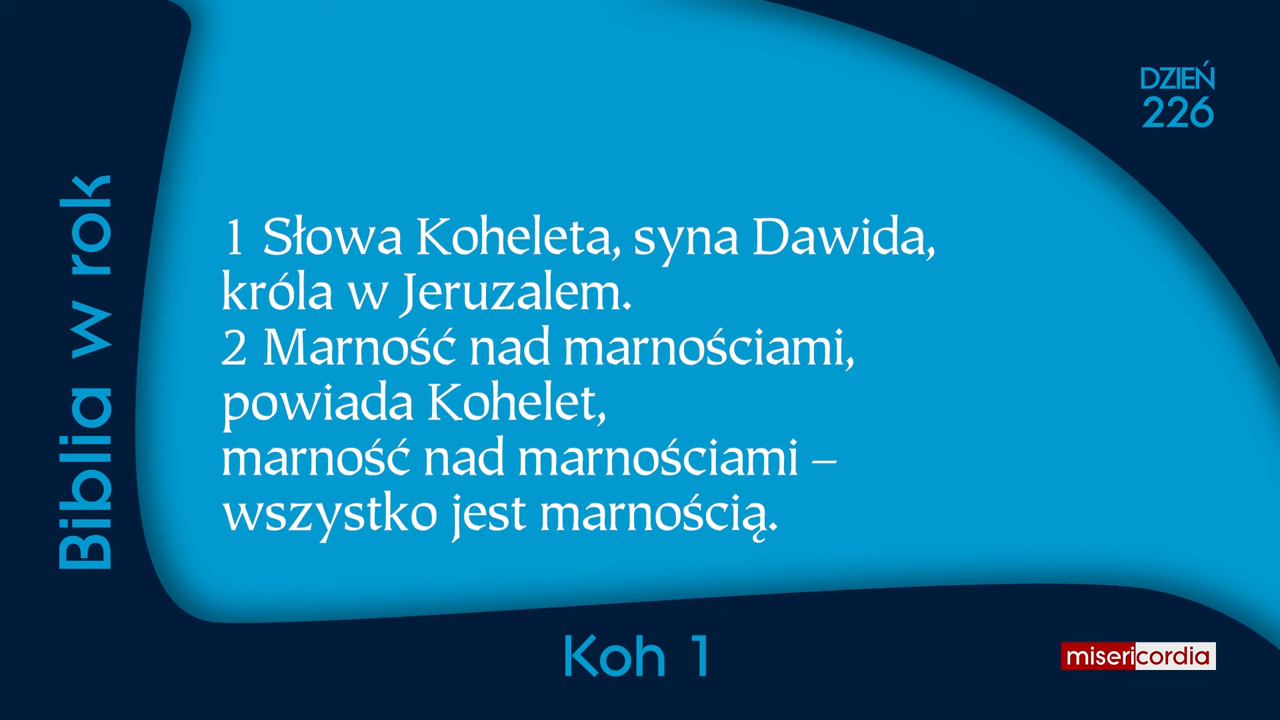 DZIEŃ
226
Biblia w rok
1 Słowa Koheleta, syna Dawida,
króla w Jeruzalem.
2 Marność nad marnościami,
powiada Kohelet,
marność nad marnościami –
wszystko jest marnością.
Koh 1
misericordia